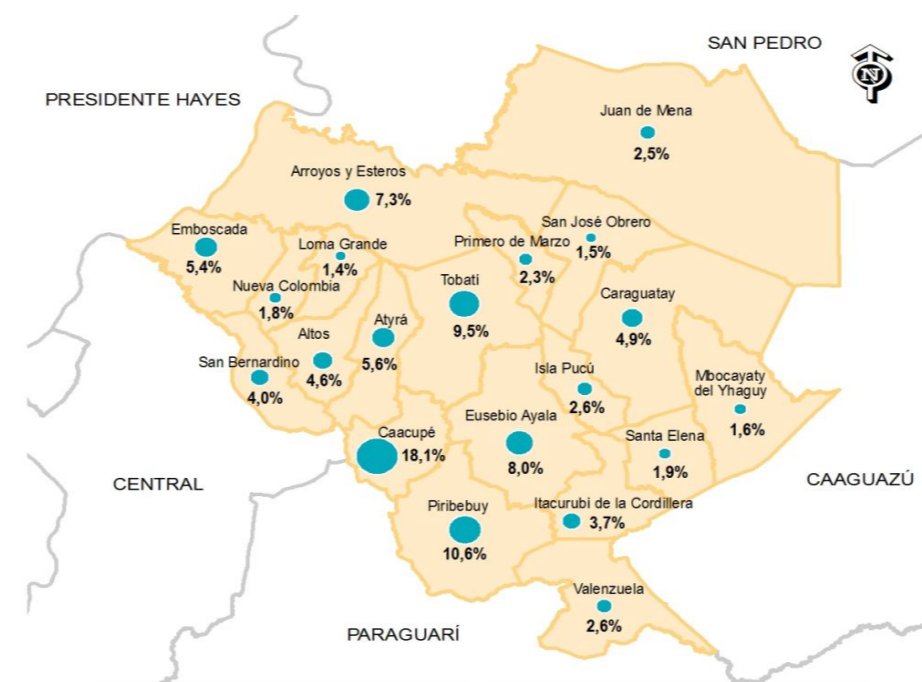 SAN PEDRO
N
PRESIDENTE HAYES
Juan de Mena
2,5%
Arroyos y Esteros
7,3%
San José Obrero
1,5%
Emboscada
5,4%
Loma Grande
1,4%
Primero de Marzo
2,3%
Nueva Colombia
1,8%
Tobatí
9,5%
Caraguatay
4,9%
Altos
4,6%
Atyrá
5,6%
San Bernardino
4,0%
Isla Pucú
2,6%
Mbocayaty
del Yhaguy
1,6%
Caacupé
18,1%
Eusebio Ayala
8,0%
Santa Elena
1,9%
CENTRAL
CAAGUAZÚ
Piribebuy
10,6%
Itacurubí de la Cordillera
3,7%
Valenzuela
2,6%
PARAGUARÍ